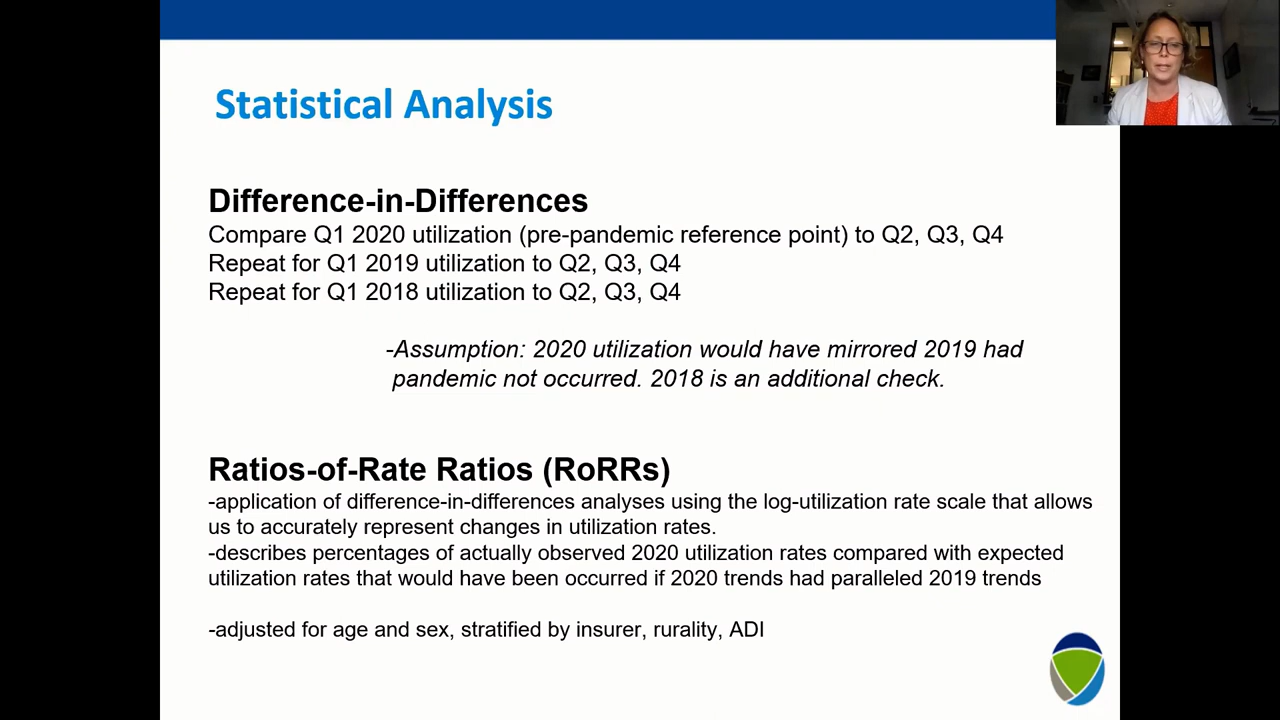 Statistical Analysis
Difference-in-Differences
Compare Q1 2020 utilization (pre-pandemic reference point) to Q2, Q3, Q4
Repeat for Q1 2019 utilization to Q2, Q3, Q4
Repeat for Q1 2018 utilization to Q2, Q3, Q4
-Assumption: 2020 utilization would have mirrored 2019 had
pandemic not occurred. 2018 is an additional check.
Ratios-of-Rate Ratios (RoRRs)
-application of difference-in-differences analyses using the log-utilization rate scale that allows
us to accurately represent changes in utilization rates.
-describes percentages of actually observed 2020 utilization rates compared with expected
utilization rates that would have been occurred if 2020 trends had paralleled 2019 trends
-adjusted for age and sex, stratified by insurer, rurality, ADI